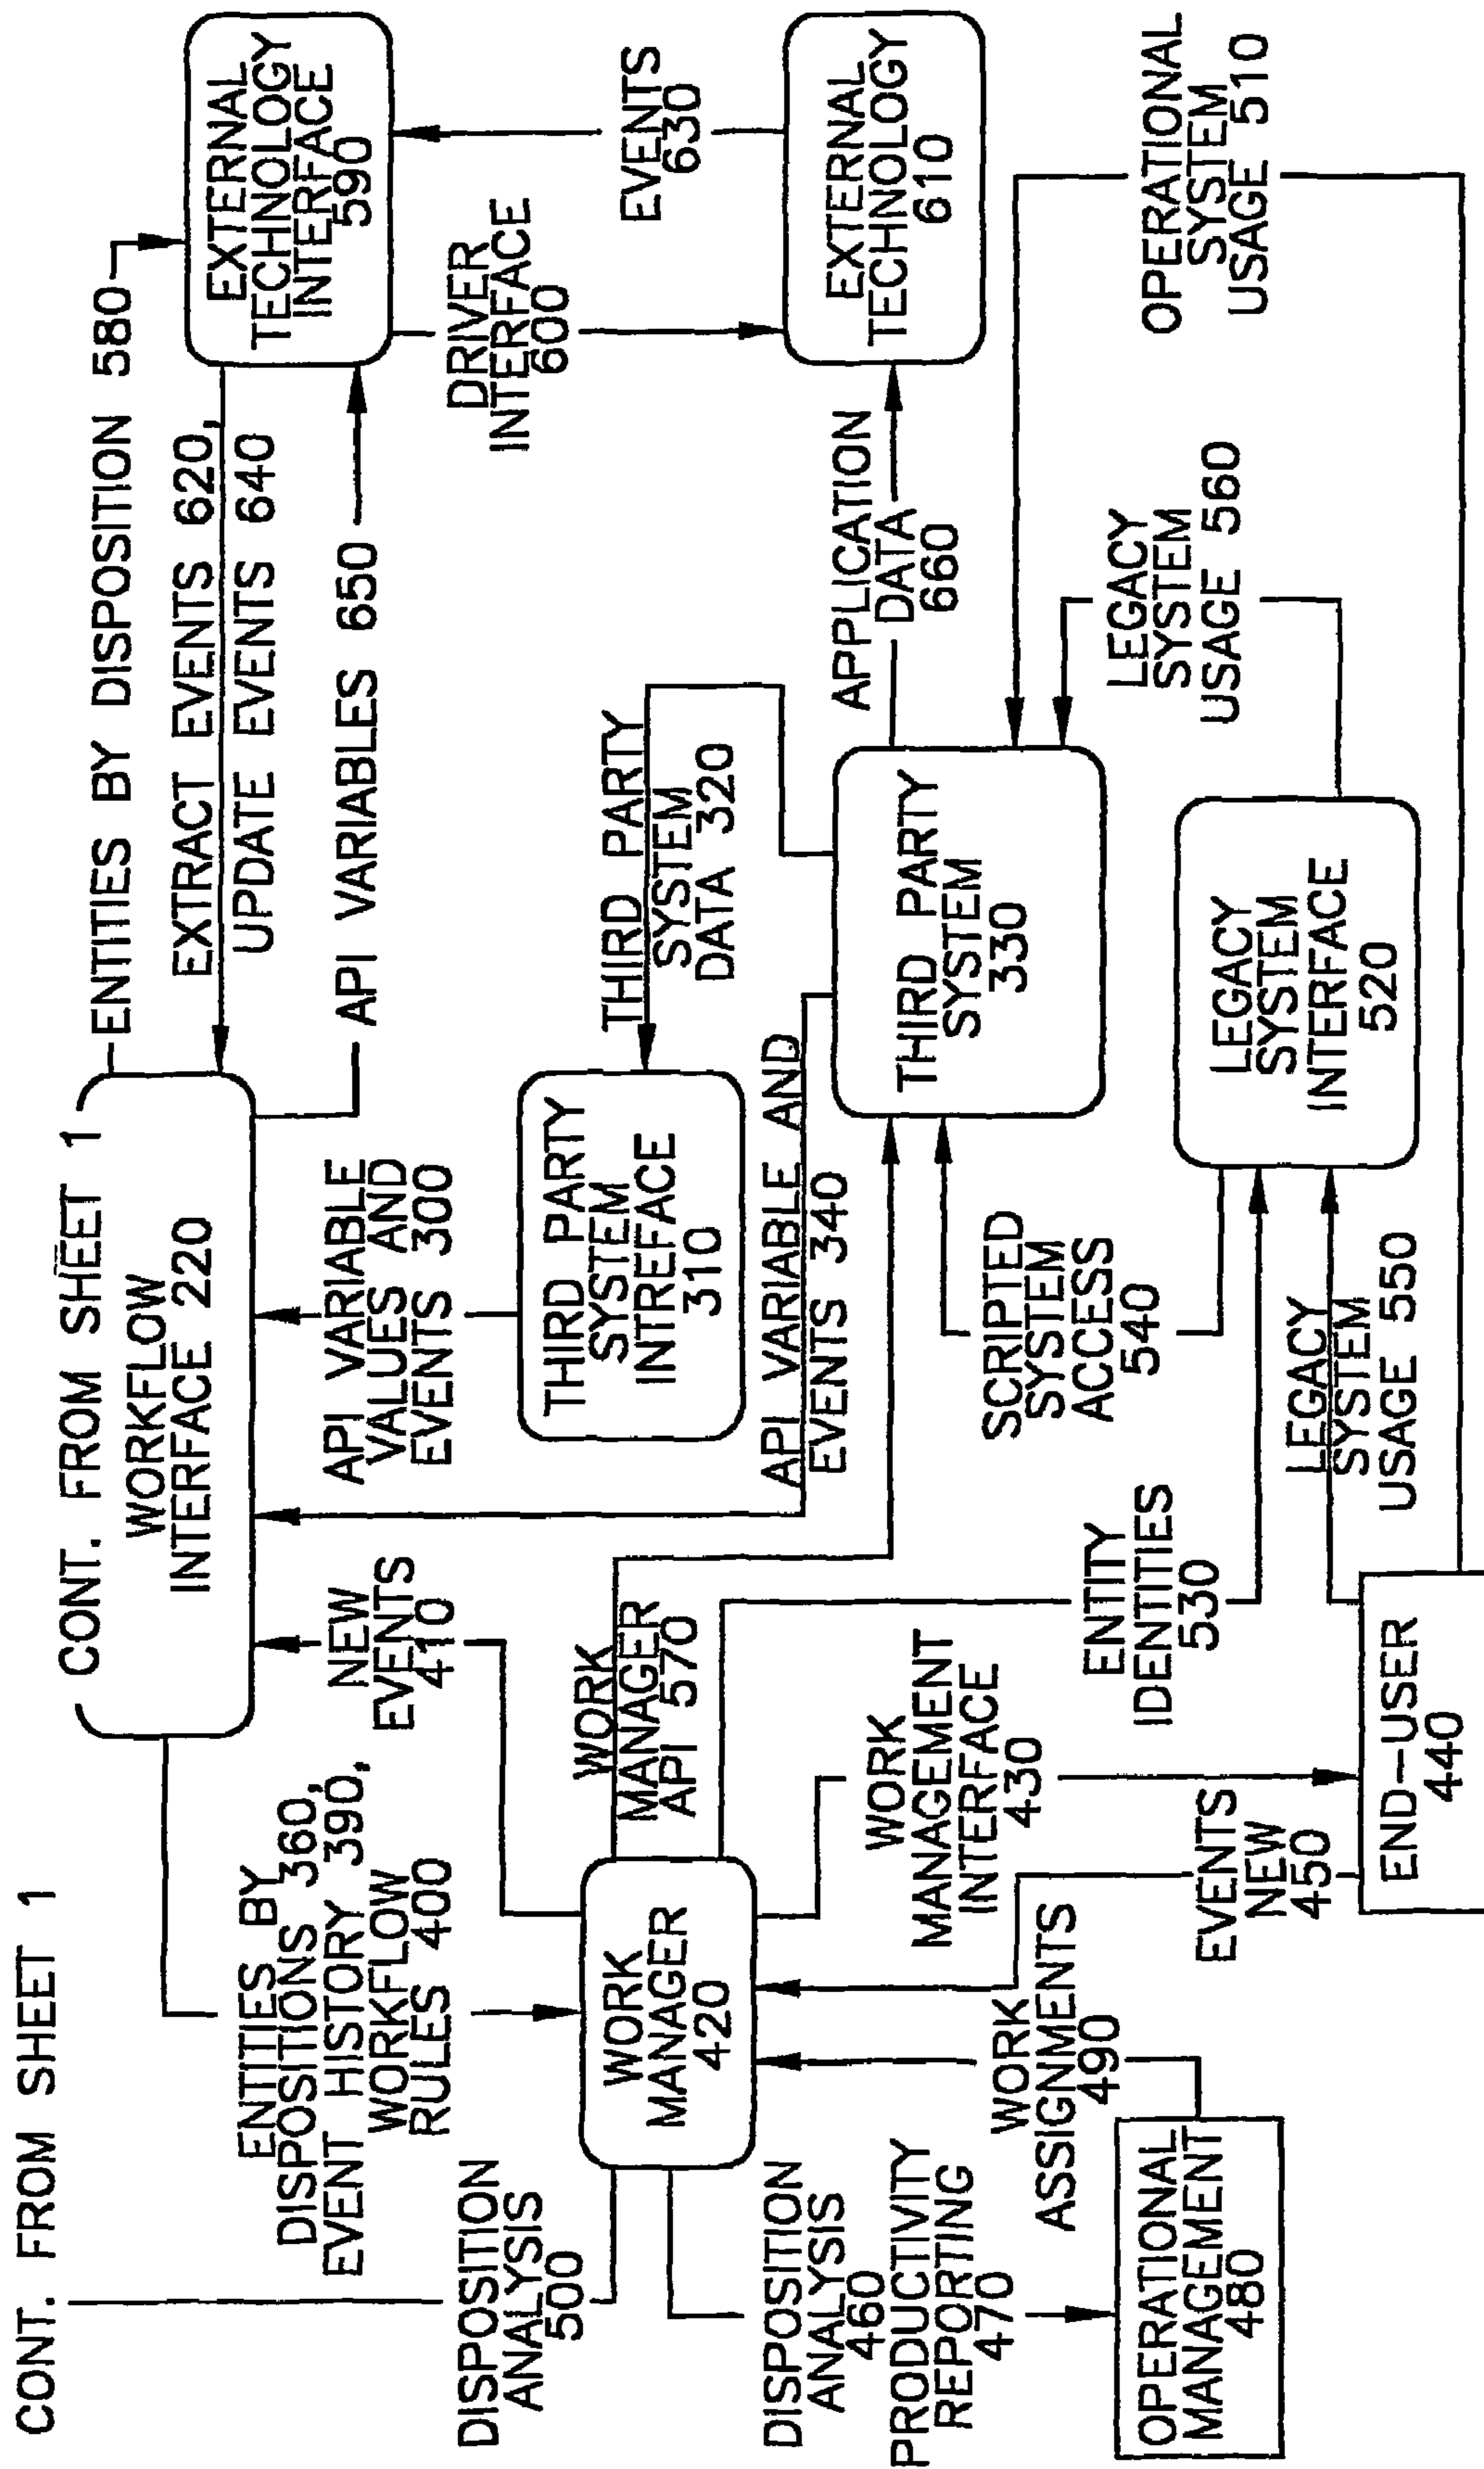 CONT. FROM SHEET 1
CONT. FROM SHEET 1
WORKFLOW
INTERFACE 220
ENTITIES BY DISPOSITION 580
EXTRACT EVENTS 620,
UPDATE EVENTS 640
API VARIABLES 650
EXTERNAL
TECHNOLOGY
INTERFACE
590
ENTITIES BY
DISPOSITIONS 360,
EVENT HISTORY 390,
WORKFLOW
RULES 400
NEW
EVENTS
410
API VARIABLE
VALUES AND
EVENTS 300
DRIVER
INTERFACE
600
EVENTS
630
DISPOSITION
ANALYSIS
500
WORK
MANAGER
420
WORK
MANAGER
API 570
THIRD PARTY
SYSTEM
INTREFACE
310
THIRD PARTY
SYSTEM
DATA 320
API VARIABLE AND
EVENTS 340
THIRD PARTY
SYSTEM
330
APPLICATION
DATA
660
EXTERNAL
TECHNOLOGY
610
DISPOSITION
ANALYSIS
460
PRODUCTIVITY
REPORTING
470
WORK
ASSIGNMENTS
490
WORK
MANAGEMENT
INTERFACE
430
SCRIPTED
SYSTEM
ACCESS
540
ENTITY
IDENTITIES
530
LEGACY
SYSTEM
USAGE 560
OPERATIONAL
SYSTEM
USAGE 510
OPERATIONAL
MANAGEMENT
480
EVENTS
NEW
450
END-USER
440
LEGACY
SYSTEM
USAGE 550
LEGACY
SYSTEM
INTERFACE
520